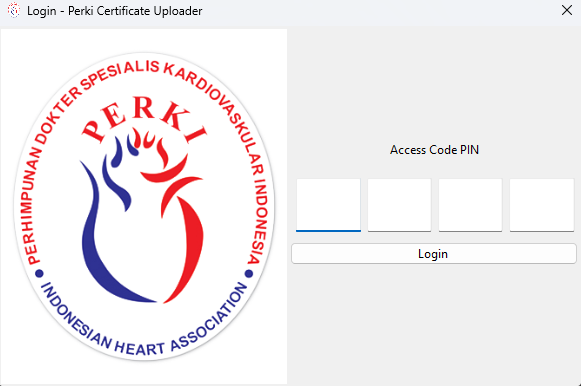 Login - Perki Certificate Uploader
PERHIMPUNAN DOKTER SPESIALIS KARDIOVASKULAR INDONESIA
PERKI
INDONESIAN HEART ASSOCIATION
Access Code PIN
Login